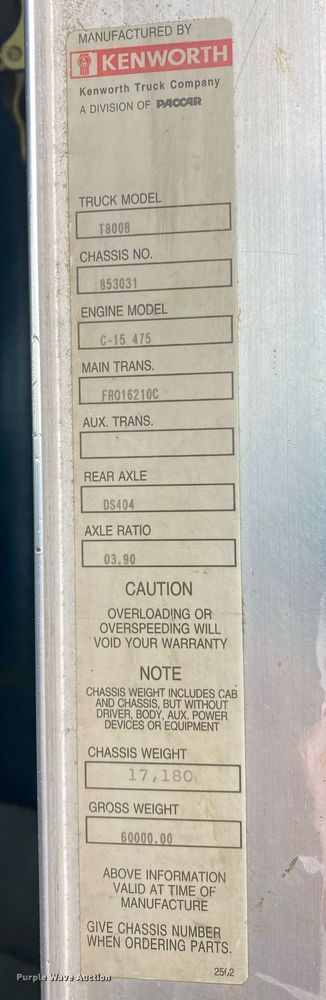 MANUFACTURED BY
KENWORTH
Kenworth Truck Company
A DIVISION OF PACCAR
TRUCK MODEL
T800B
CHASSIS NO.
853031
ENGINE MODEL
C-15 475
MAIN TRANS.
FRO16210C
AUX. TRANS.
REAR AXLE
DS404
AXLE RATIO
03.90
CAUTION
OVERLOADING OR
OVERSPEEDING WILL
VOID YOUR WARRANTY
NOTE
CHASSIS WEIGHT INCLUDES CAB
AND CHASSIS, BUT WITHOUT
DRIVER, BODY, AUX. POWER
DEVICES OR EQUIPMENT
CHASSIS WEIGHT
17,180
GROSS WEIGHT
60000.00
ABOVE INFORMATION
VALID AT TIME OF
MANUFACTURE
GIVE CHASSIS NUMBER
WHEN ORDERING PARTS.
2562
Purple Wave Auction